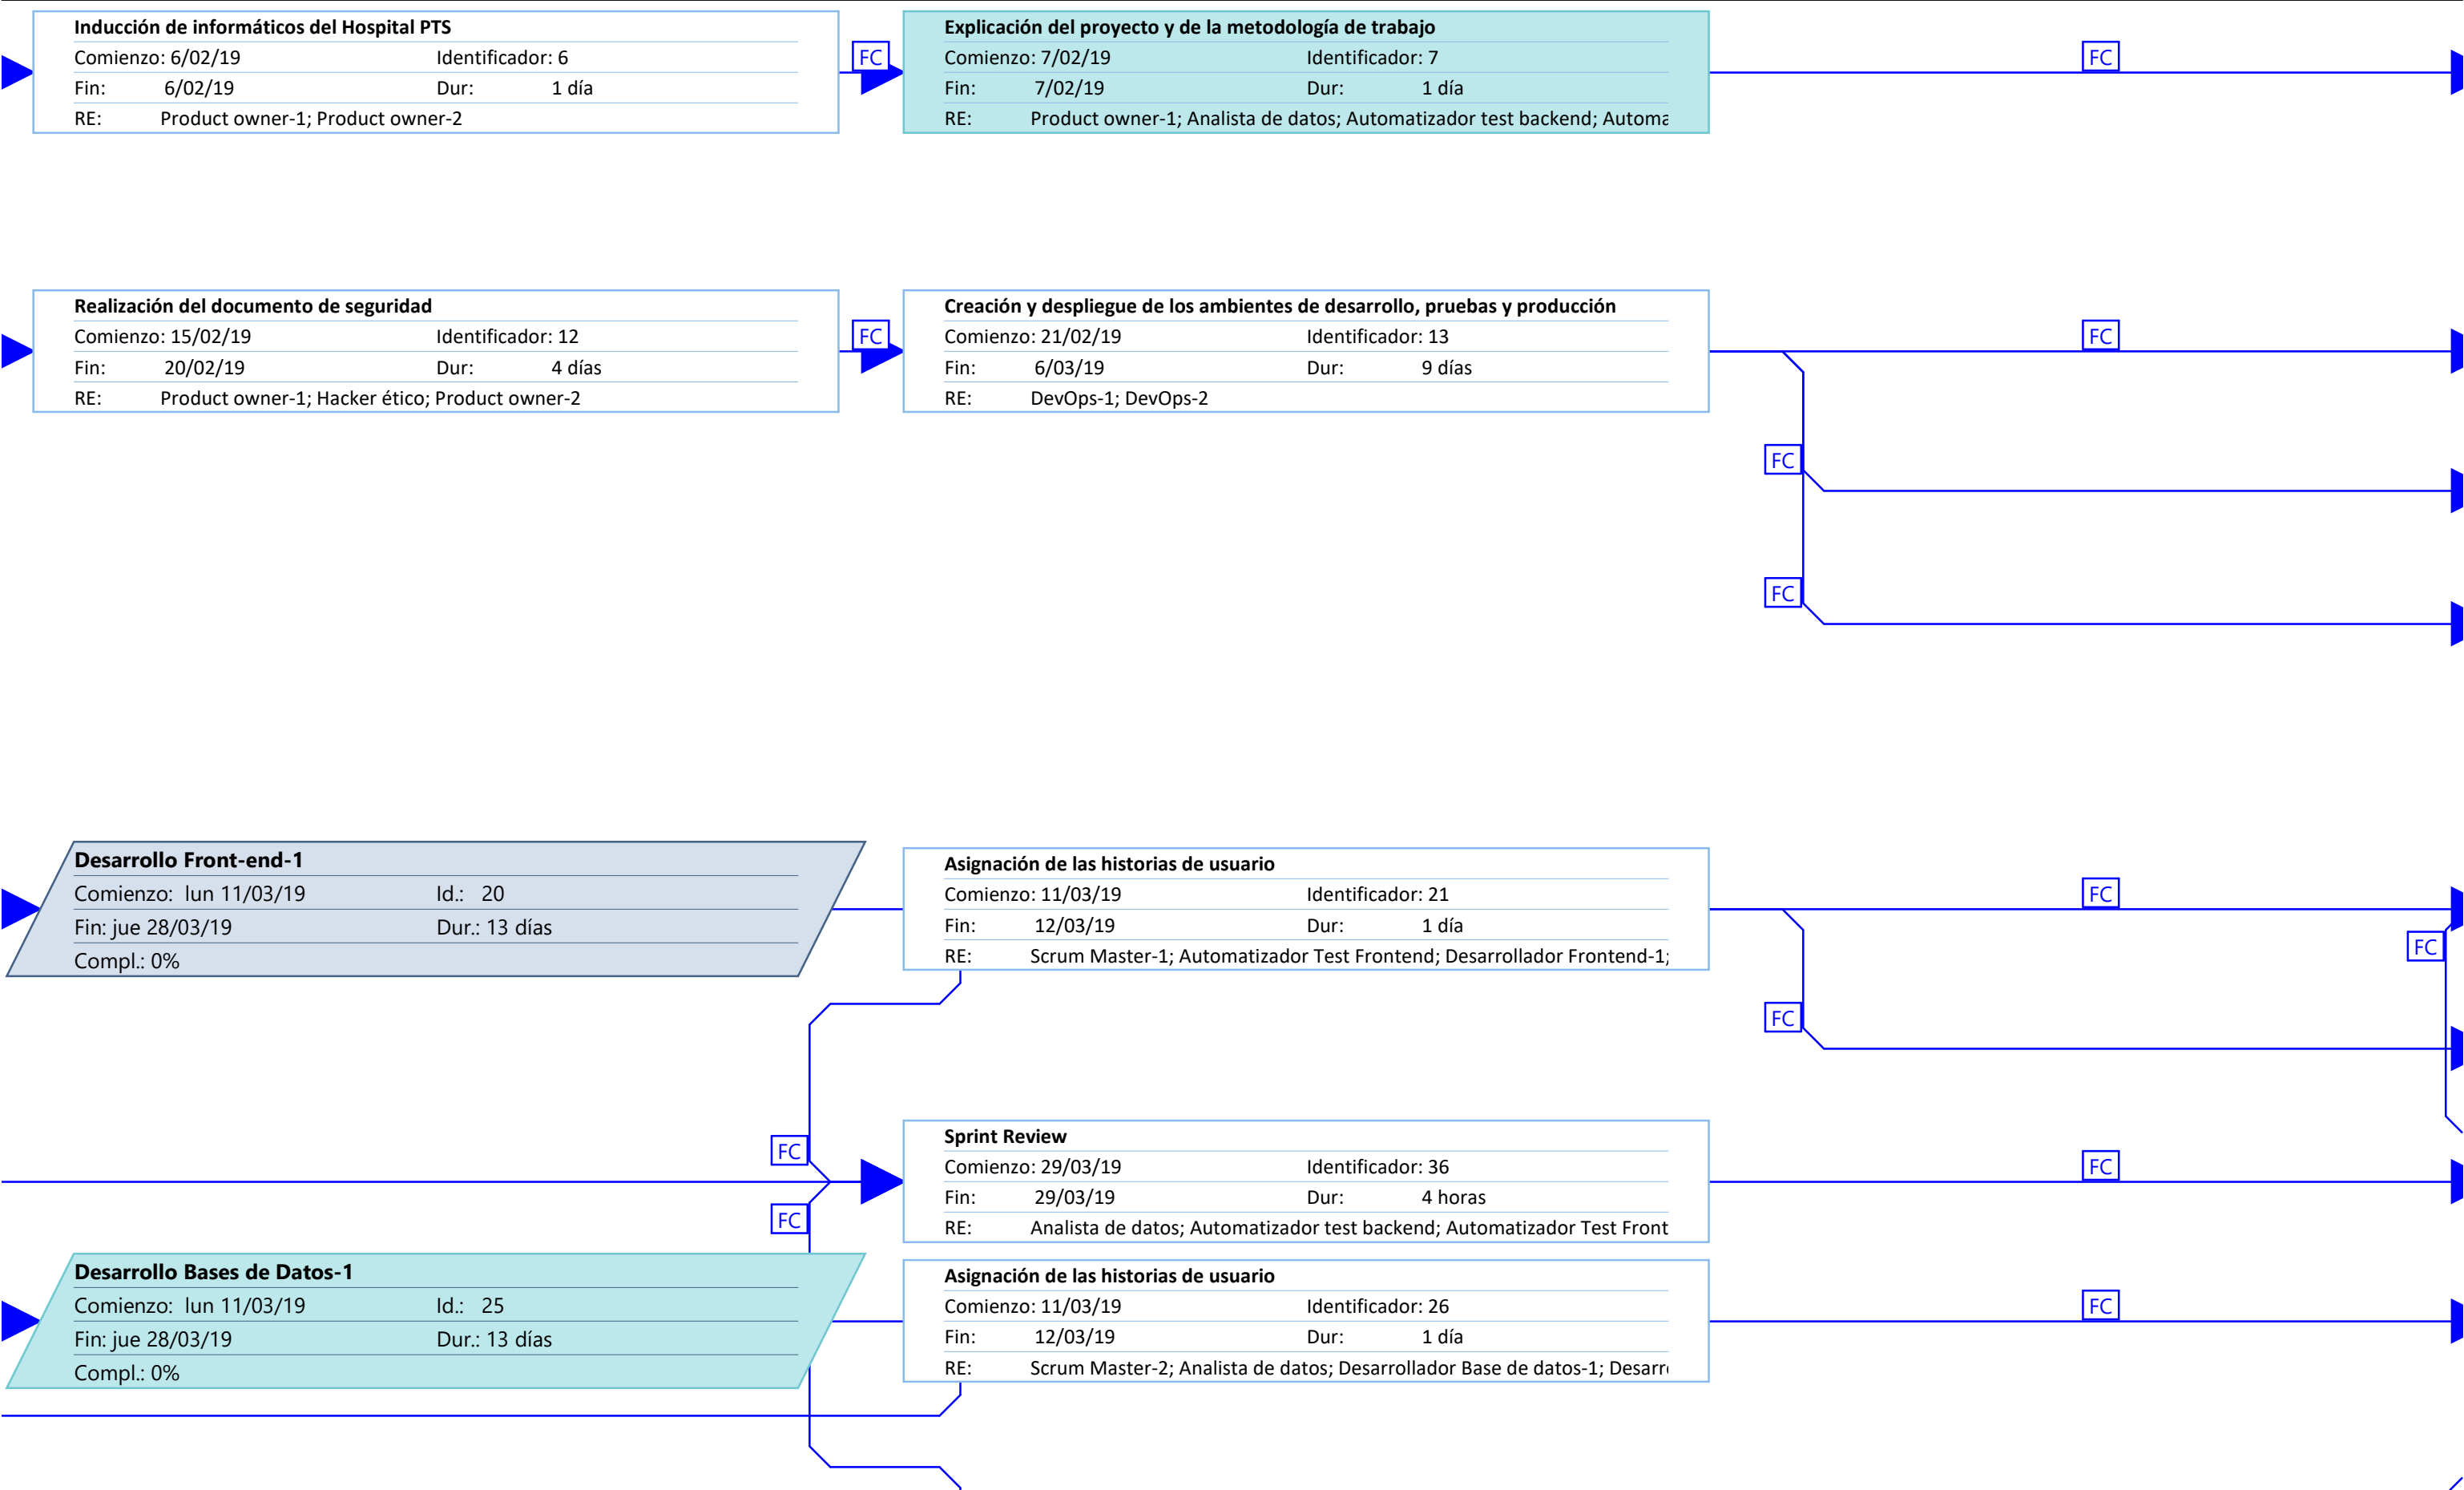 Inducción de informáticos del Hospital PTS
Comienzo: 6/02/19 Identificador: 6
Fin: 6/02/19 Dur: 1 día
RE: Product owner-1; Product owner-2
FC
Explicación del proyecto y de la metodología de trabajo
Comienzo: 7/02/19 Identificador: 7
Fin: 7/02/19 Dur: 1 día
RE: Product owner-1; Analista de datos; Automatizador test backend; Automa
FC
Realización del documento de seguridad
Comienzo: 15/02/19 Identificador: 12
Fin: 20/02/19 Dur: 4 días
RE: Product owner-1; Hacker ético; Product owner-2
FC
Creación y despliegue de los ambientes de desarrollo, pruebas y producción
Comienzo: 21/02/19 Identificador: 13
Fin: 6/03/19 Dur: 9 días
RE: DevOps-1; DevOps-2
FC
FC
FC
Desarrollo Front-end-1
Comienzo: lun 11/03/19 Id.: 20
Fin: jue 28/03/19 Dur.: 13 días
Compl.: 0%
Asignación de las historias de usuario
Comienzo: 11/03/19 Identificador: 21
Fin: 12/03/19 Dur: 1 día
RE: Scrum Master-1; Automatizador Test Frontend; Desarrollador Frontend-1;
FC
FC
FC
FC
FC
Sprint Review
Comienzo: 29/03/19 Identificador: 36
Fin: 29/03/19 Dur: 4 horas
RE: Analista de datos; Automatizador test backend; Automatizador Test Front
FC
Desarrollo Bases de Datos-1
Comienzo: lun 11/03/19 Id.: 25
Fin: jue 28/03/19 Dur.: 13 días
Compl.: 0%
Asignación de las historias de usuario
Comienzo: 11/03/19 Identificador: 26
Fin: 12/03/19 Dur: 1 día
RE: Scrum Master-2; Analista de datos; Desarrollador Base de datos-1; Desarr
FC